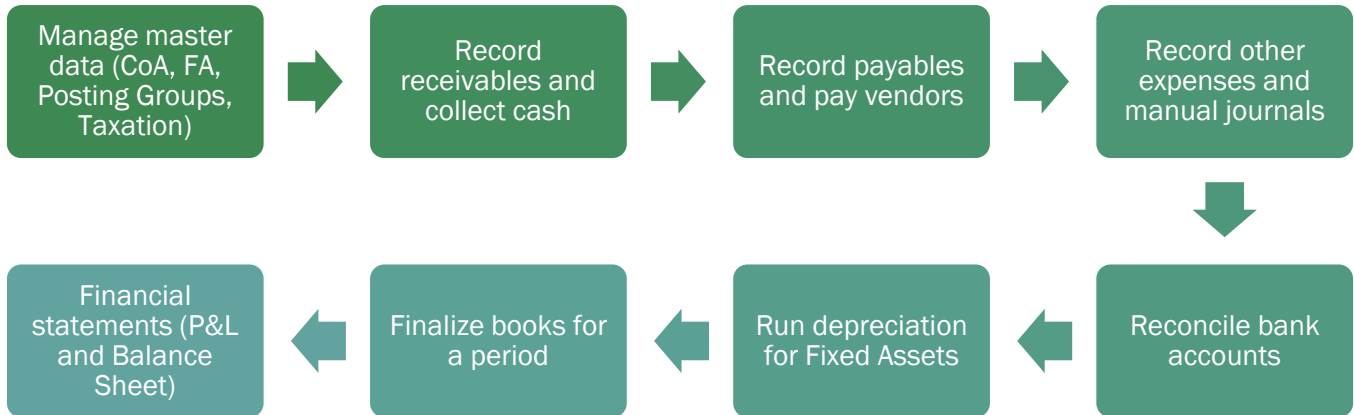 Manage master
data (CoA, FA,
Posting Groups,
Taxation)
Record
receivables and
collect cash
Record payables
and pay vendors
Record other
expenses and
manual journals
Reconcile bank
accounts
Run depreciation
for Fixed Assets
Finalize books for
a period
Financial
statements (P&L
and Balance
Sheet)